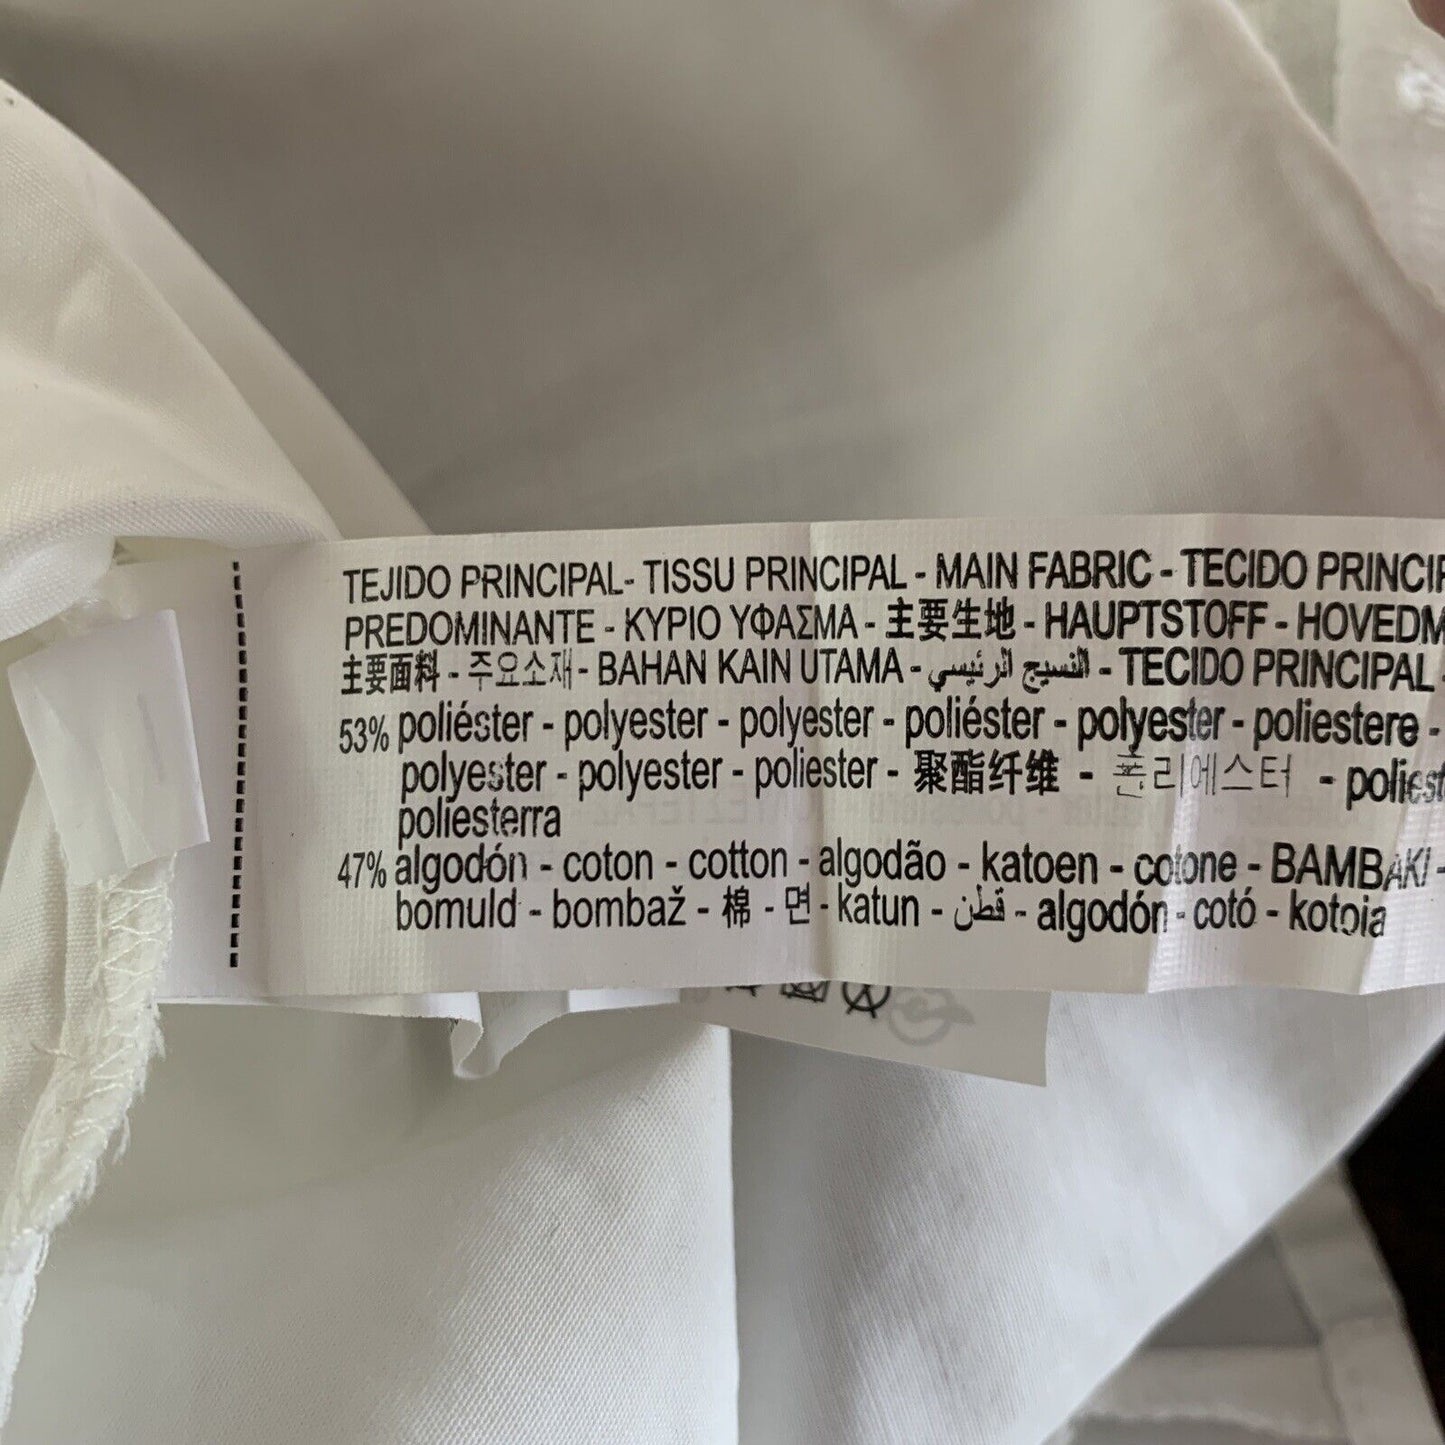 TEJIDO PRINCIPAL- TISSU PRINCIPAL - MAIN FABRIC - TECIDO
PREDOMINANTE - ΚΥΡΙΟ ΥΦΑΣΜΑ - 主要生地 - HAUPTSTOFF -
主要面料 - 주요소재 - BAHAN KAIN UTAMA - النسيج الرئيسي - TECIDO PRINCIPAL -
53% poliéster - polyester - polyester - poliéster - polyester - poliestere -
polyester - polyester - poliester - 聚酯纤维 - 폴리에스터 -
poliesterra
47% algodón - coton - cotton - algodão - katoen - cotone - BAMBAKI -
bomuld - bombaž - 棉 - 면 - katun - قطن - algodón - cotó - kotoia